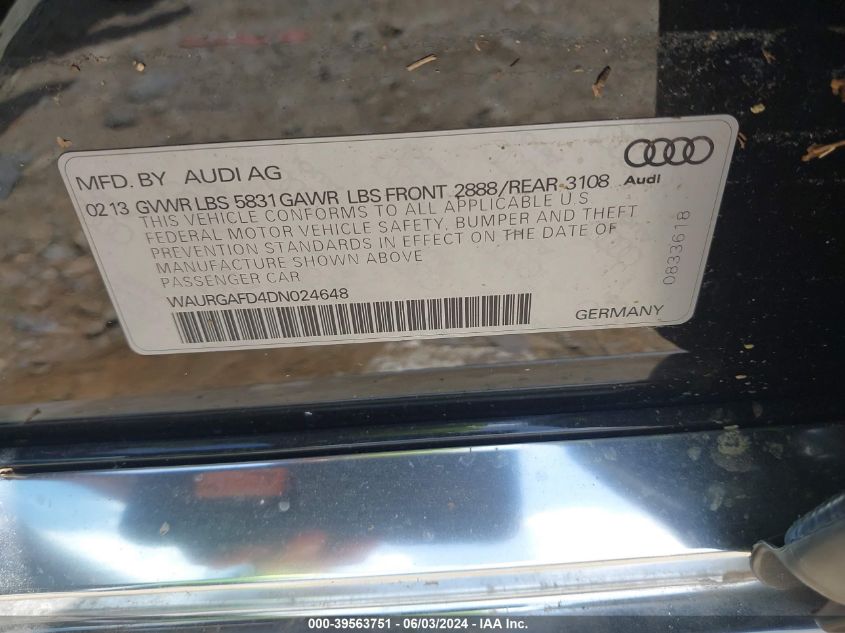 MFD. BY AUDI AG
Audi
02 13 GVWR LBS 5831 GAWR LBS FRONT 2888/REAR 3108
THIS VEHICLE CONFORMS TO ALL APPLICABLE U.S
FEDERAL MOTOR VEHICLE SAFETY, BUMPER AND THEFT
PREVENTION STANDARDS IN EFFECT ON THE DATE OF
MANUFACTURE SHOWN ABOVE
PASSENGER CAR
0833618
WAURGAFD4DN024648
GERMANY
000-39563751 - 06/03/2024 - 1 - US